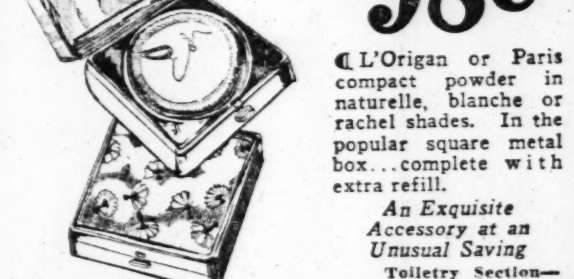 98c
¶ L'Origan or Paris
compact powder in
naturelle, blanche or
rachel shades. In the
popular square metal
box...complete with
extra refill.
An Exquisite
Accessory at an
Unusual Saving
Toiletry Section—